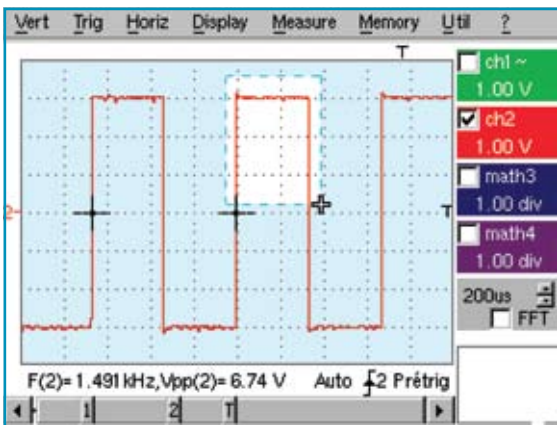 Vert Trig Horiz Display Measure Memory Util ?
T
ch1 ~
1.00 V
ch2
1.00 V
math3
1.00 div
math4
1.00 div
2
T
200us
FFT
F(2)= 1.491 kHz,Vpp(2)= 6.74 V Auto 2 Prétrig
1 2 T